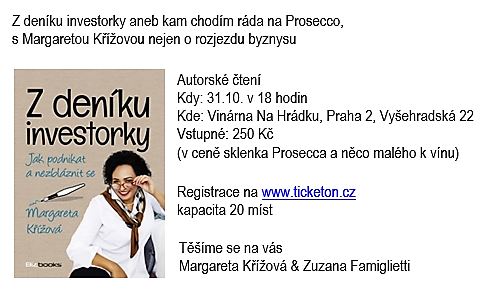 Z deníku investorky aneb kam chodím ráda na Prosecco,
s Margaretou Křížovou nejen o rozjezdu byznysu
Z deníku
investorky
Jak podnikat
a nezbláznit se
Margareta
Křížová
books
Autorské čtení
Kdy: 31.10. v 18 hodin
Kde: Vinárna Na Hrádku, Praha 2, Vyšehradská 22
Vstupné: 250 Kč
(v ceně sklenka Prosecca a něco malého k vínu)
Registrace na www.ticketon.cz
kapacita 20 míst
Těšíme se na vás
Margareta Křížová & Zuzana Famiglietti